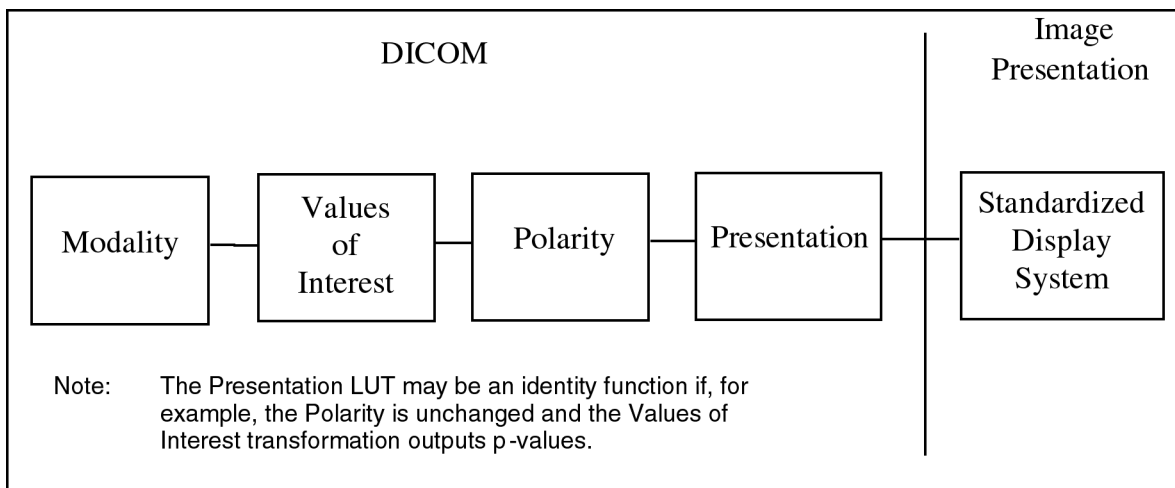 DICOM
Image
Presentation
Modality
Values
of
Interest
Polarity
Presentation
Standardized
Display
System
Note: The Presentation LUT may be an identity function if, for
example, the Polarity is unchanged and the Values of
Interest transformation outputs p-values.